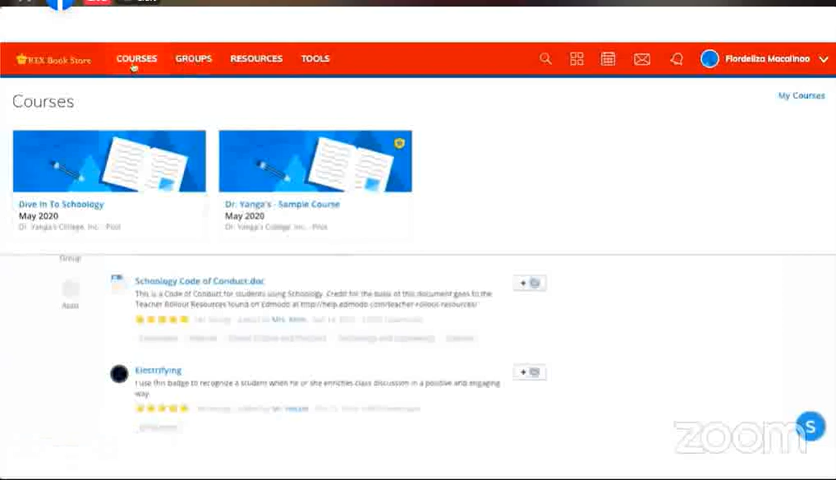 REX Book Store
COURSES GROUPS RESOURCES TOOLS
Flordeliza Macalinao
Courses
My Courses
Dive In To Schoology
May 2020
Dr. Yanga's College, Inc. - Pilot
Dr. Yanga's - Sample Course
May 2020
Dr. Yanga's College, Inc. - Pilot
Group
Apps
Schoology Code of Conduct.doc
This is a Code of Conduct for students using Schoology. Credit for the basis of this document goes to the
Teacher Rollout Resources found on Edmodo at http://help.edmodo.com/teacher-rollout-resources/
Electrifying
I use this badge to recognize a student when he or she enriches class discussion in a positive and engaging
way.
S
zoom